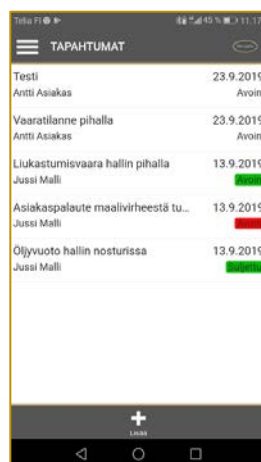 Telia FI
45 % 11.17
TAPAHTUMAT
Testi 23.9.2019
Antti Asiakas Avoin
Vaaratilanne pihalla 23.9.2019
Antti Asiakas Avoin
Liukastumisvaara hallin pihalla 13.9.2019
Jussi Malli Avoin
Asiakaspalaute maalivirheestä tu... 13.9.2019
Jussi Malli Avoin
Öljyvuoto hallin nosturissa 13.9.2019
Jussi Malli Suljettu
Lisää